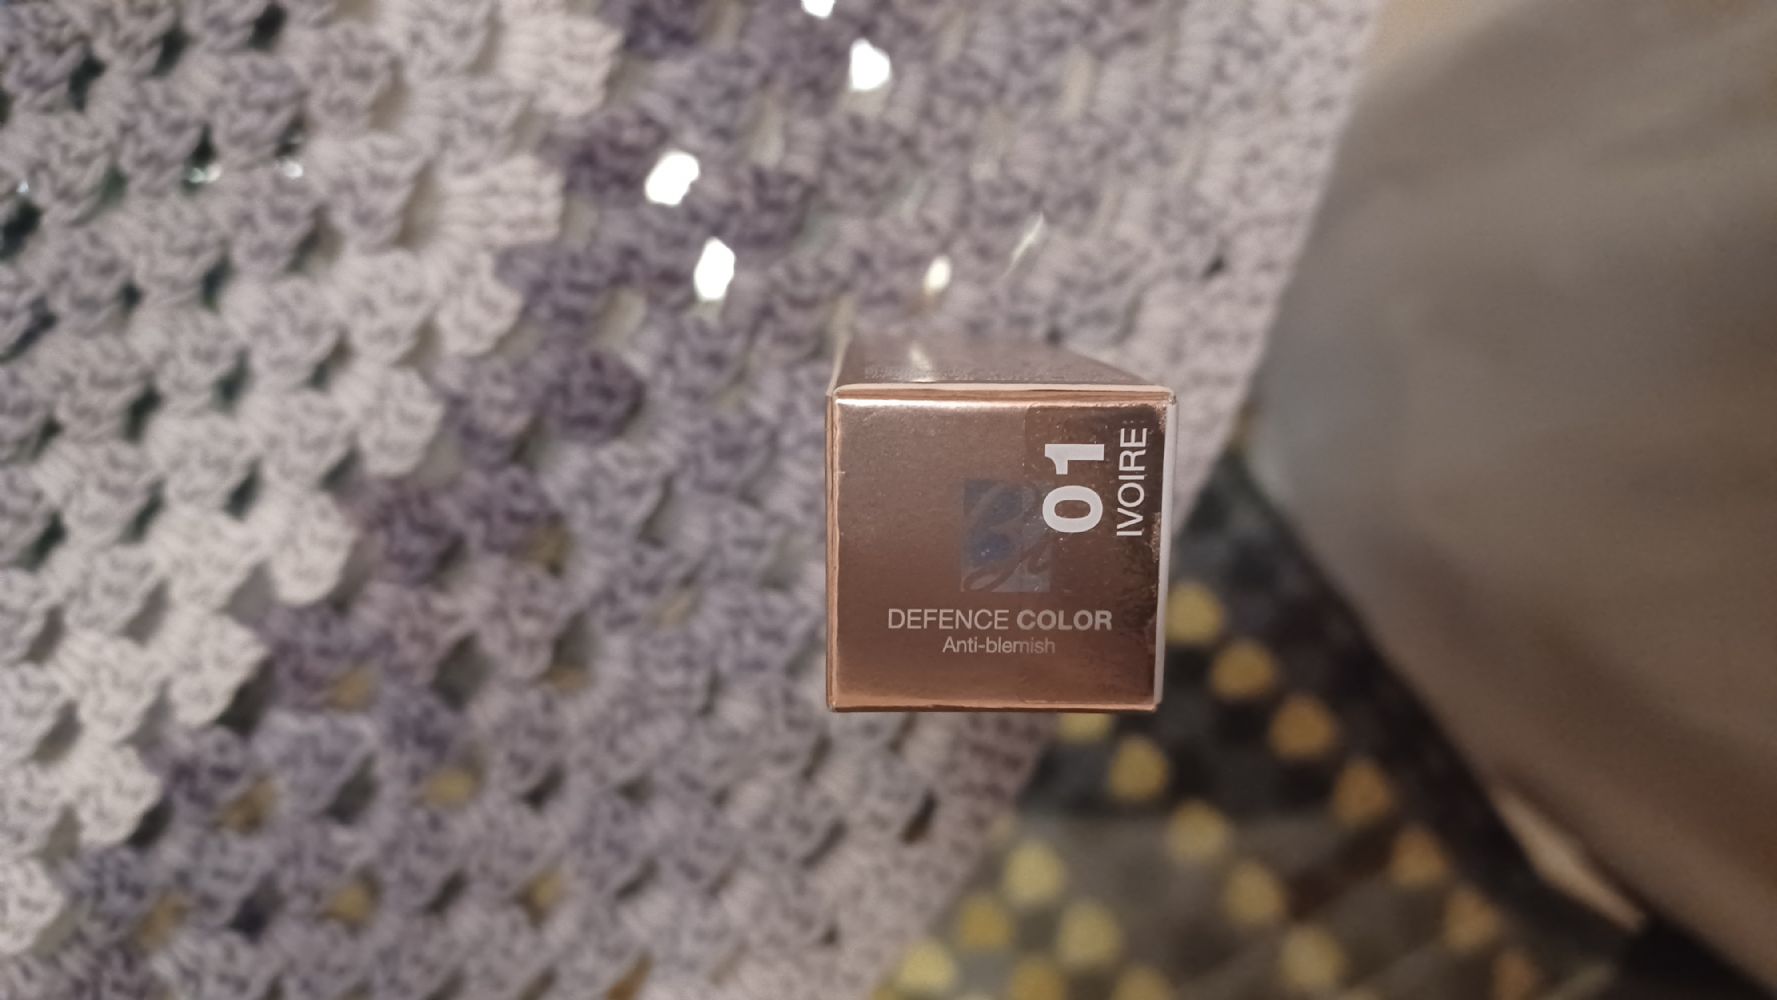 01
IVOIRE
DEFENCE COLOR
Anti-blemish